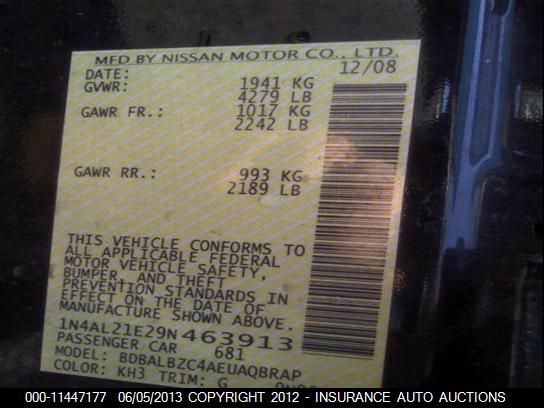 MFD BY NISSAN MOTOR CO., LTD.
DATE: 12/08
GVWR: 1941 KG
4279 LB
GAWR FR.: 1017 KG
2242 LB
GAWR RR.: 993 KG
2189 LB
THIS VEHICLE CONFORMS TO
ALL APPLICABLE FEDERAL
MOTOR VEHICLE SAFETY,
BUMPER, AND THEFT
PREVENTION STANDARDS IN
EFFECT ON THE DATE OF
MANUFACTURE SHOWN ABOVE.
1N4AL21E29N463913
PASSENGER CAR 681
MODEL: BDBALBZC4AEUAQBRAP
COLOR: KH3 TRIM: G
000-11447177 06/05/2013 COPYRIGHT 2012 - INSURANCE AUTO AUCTIONS